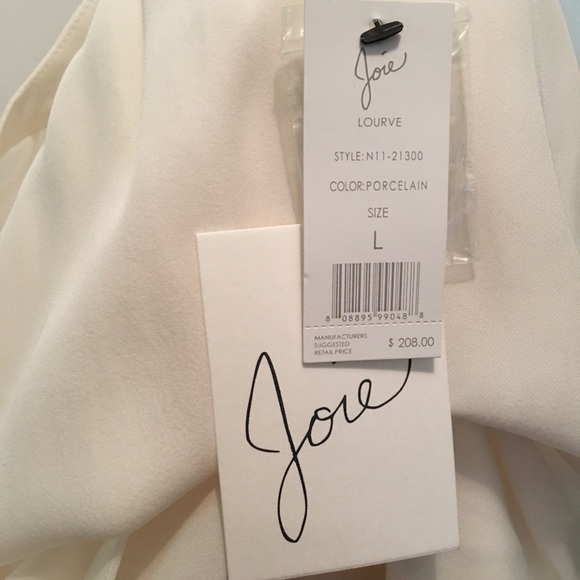 Joie
LOURVE
STYLE:N11-21300
COLOR:PORCELAIN
SIZE
L
8 08895 99048 8
MANUFACTURERS
SUGGESTED
RETAIL PRICE
$ 208.00
Joie